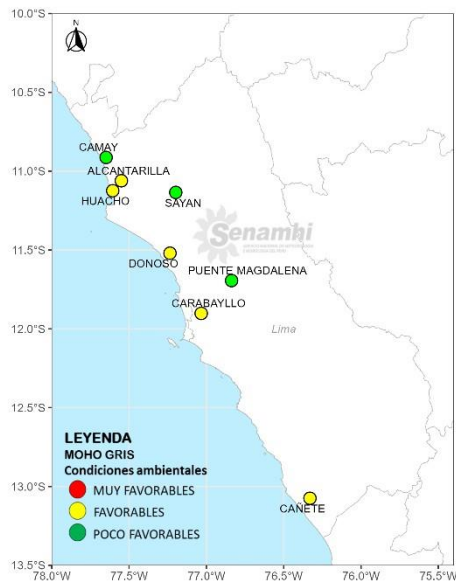 10.0°S
N
10.5°S
CAMAY
11.0°S
ALCANTARILLA
HUACHO
SAYAN
Senamhi
11.5°S
DONOSO
PUENTE MAGDALENA
CARABAYLLO
12.0°S
Lima
12.5°S
LEYENDA
MOHO GRIS
Condiciones ambientales
MUY FAVORABLES
FAVORABLES
POCO FAVORABLES
13.0°S
CAÑETE
13.5°S
78.0°W 77.5°W 77.0°W 76.5°W 76.0°W 75.5°W